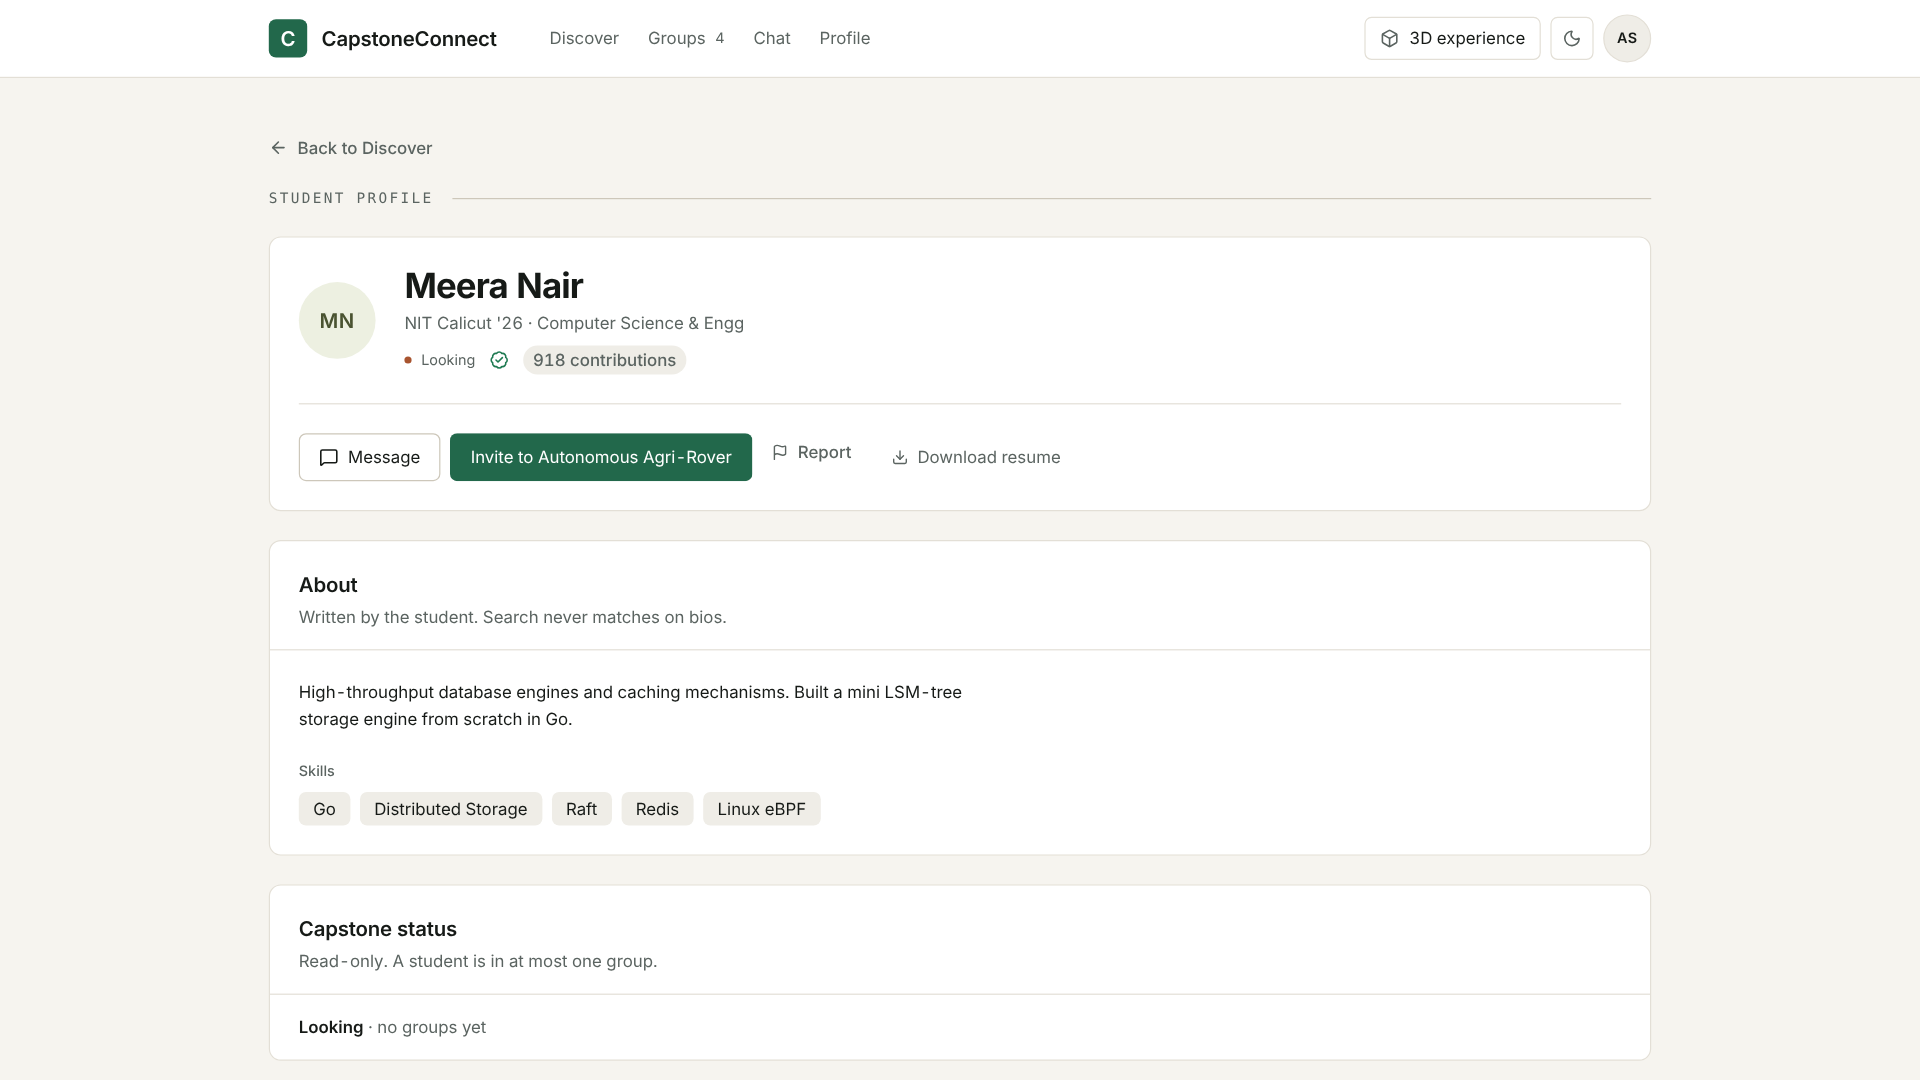 C CapstoneConnect Discover Groups 4 Chat Profile 3D experience AS
Back to Discover
STUDENT PROFILE
MN
Meera Nair
NIT Calicut '26 · Computer Science & Engg
Looking 918 contributions
Message Invite to Autonomous Agri-Rover Report Download resume
About
Written by the student. Search never matches on bios.
High-throughput database engines and caching mechanisms. Built a mini LSM-tree
storage engine from scratch in Go.
Skills
Go Distributed Storage Raft Redis Linux eBPF
Capstone status
Read-only. A student is in at most one group.
Looking · no groups yet